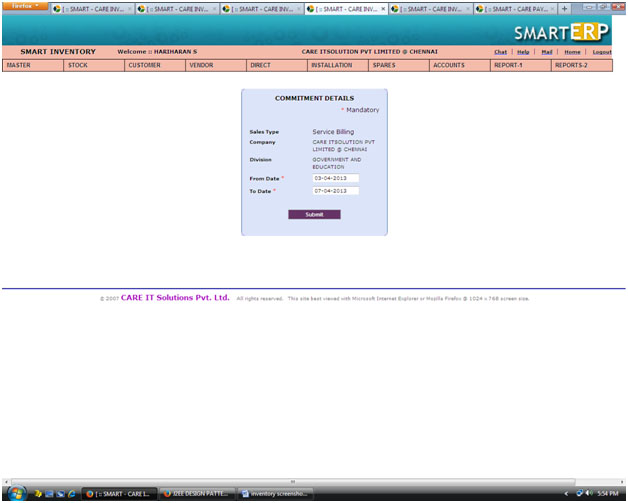 firefox
[ :: SMART - CARE INV... × [ :: SMART - CARE INV... × [ :: SMART - CARE INV... × [ :: SMART - CARE INV... × [ :: SMART - CARE INV... × [ :: SMART - CARE PAY... × +
SMART ERP
SMART INVENTORY Welcome :: HARIHARAN S CARE ITSOLUTION PVT LIMITED @ CHENNAI Chat | Help | Mail | Home | Logout
MASTER STOCK CUSTOMER VENDOR DIRECT INSTALLATION SPARES ACCOUNTS REPORT-1 REPORTS-2
COMMITMENT DETAILS
* Mandatory
Sales Type Service Billing
Company CARE ITSOLUTION PVT
LIMITED @ CHENNAI
Division GOVERNMENT AND
EDUCATION
From Date * 03-04-2013
To Date * 07-04-2013
Submit
© 2007 CARE IT Solutions Pvt. Ltd. All rights reserved. This site best viewed with Microsoft Internet Explorer or Mozilla Firefox @ 1024 x 768 screen size.
[ :: SMART - CARE I... J2EE DESIGN PATTE... inventory screensho... 5:54 PM